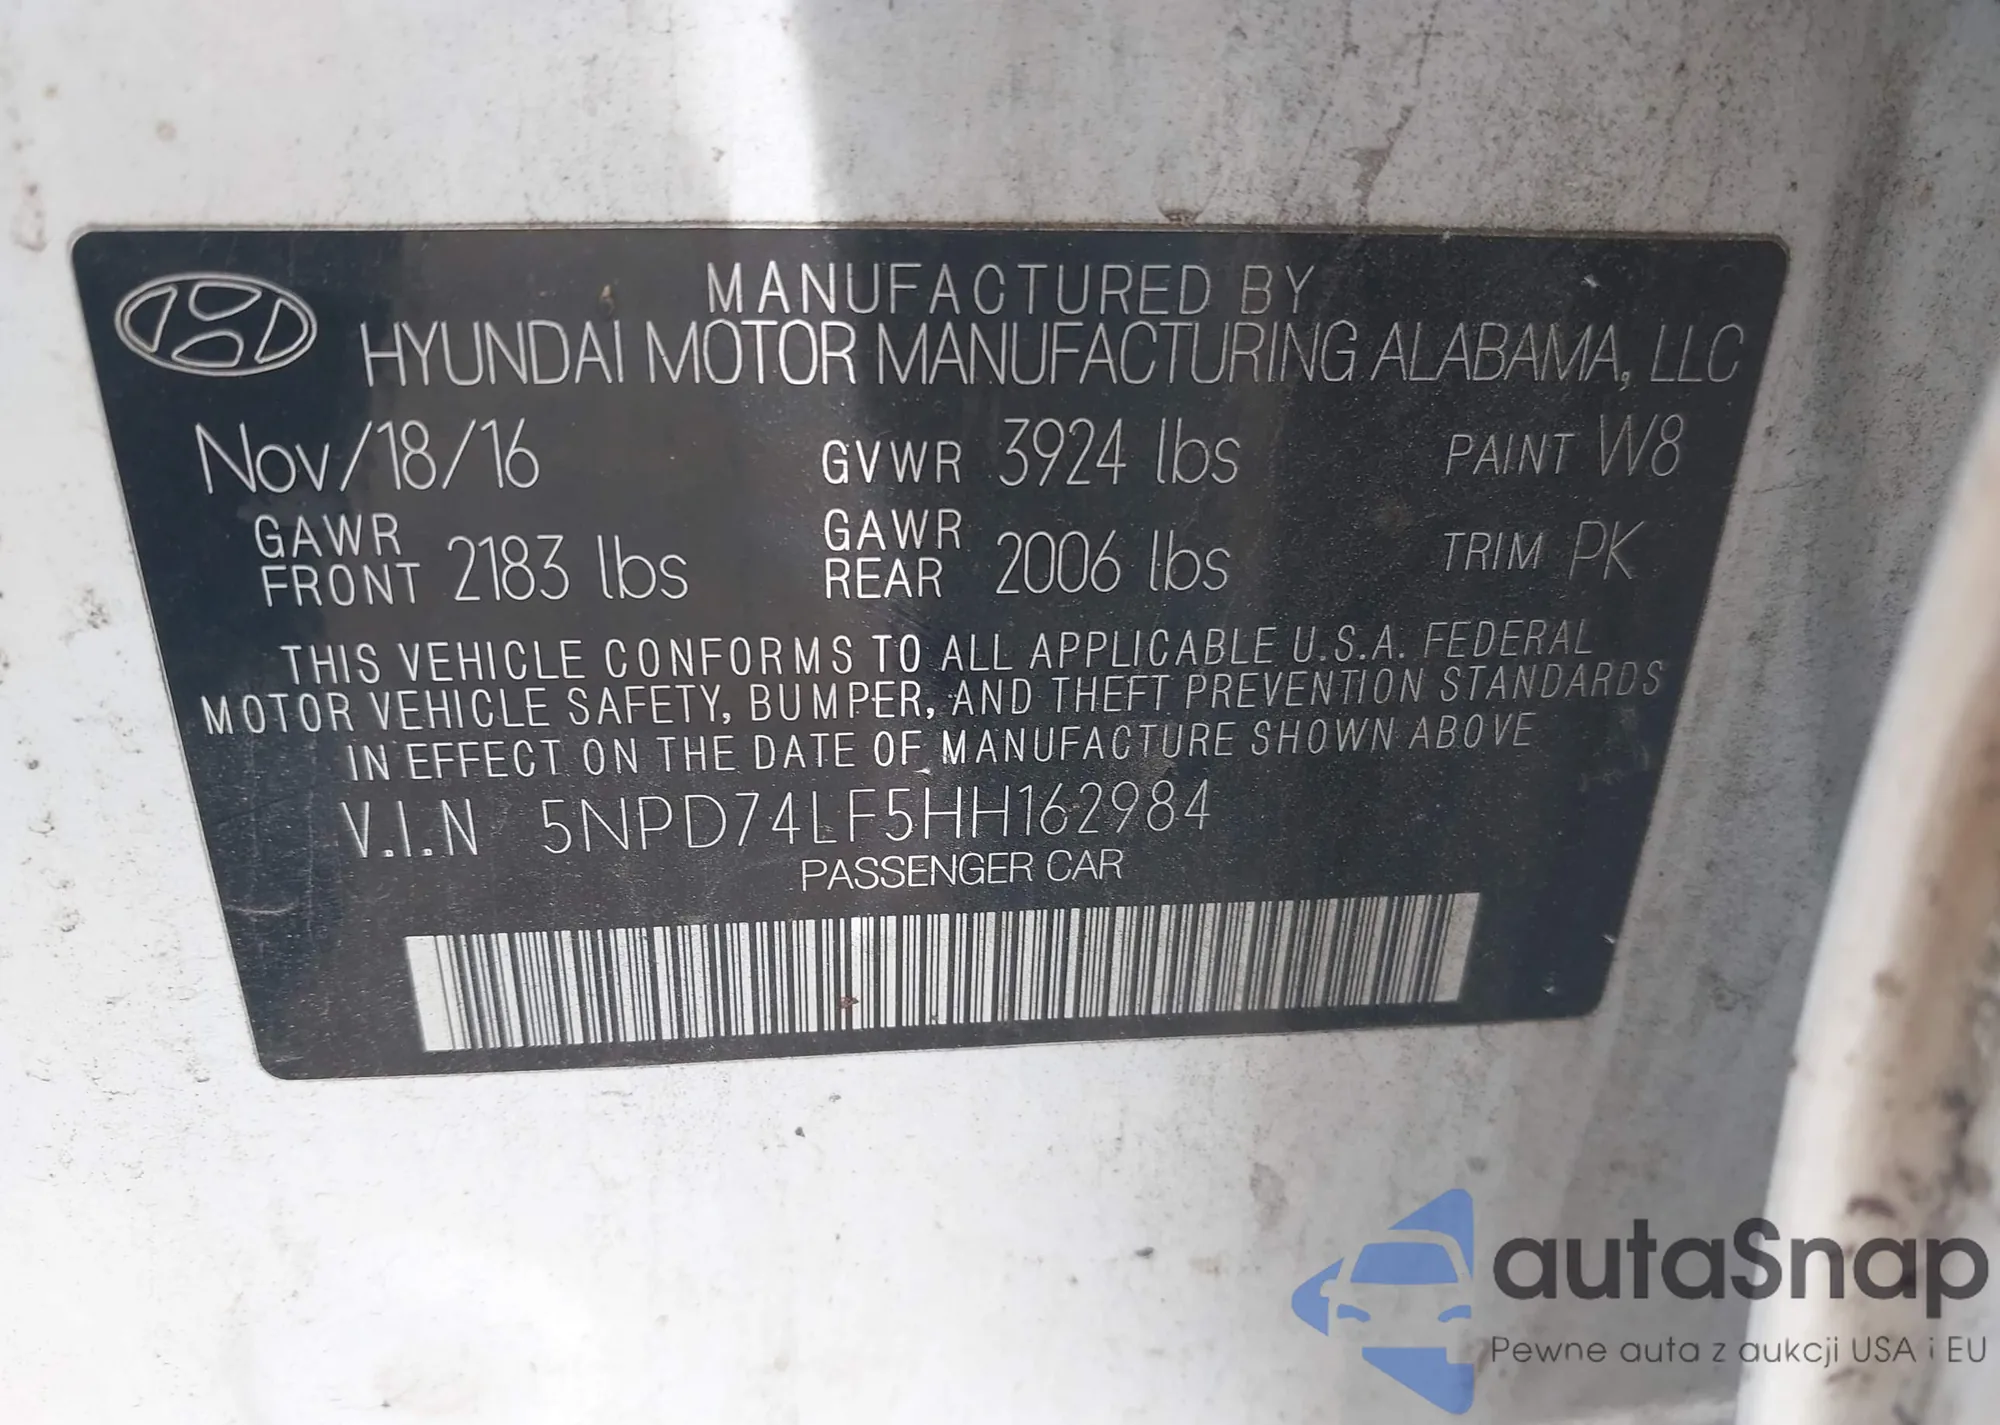 MANUFACTURED BY
HYUNDAI MOTOR MANUFACTURING ALABAMA, LLC
Nov/18/16 GVWR 3924 lbs PAINT W8
GAWR FRONT 2183 lbs GAWR REAR 2006 lbs TRIM PK
THIS VEHICLE CONFORMS TO ALL APPLICABLE U.S.A. FEDERAL
MOTOR VEHICLE SAFETY, BUMPER, AND THEFT PREVENTION STANDARDS
IN EFFECT ON THE DATE OF MANUFACTURE SHOWN ABOVE
V.I.N 5NPD74LF5HH162984
PASSENGER CAR
autaSnap
Pewne auta z aukcji USA i EU